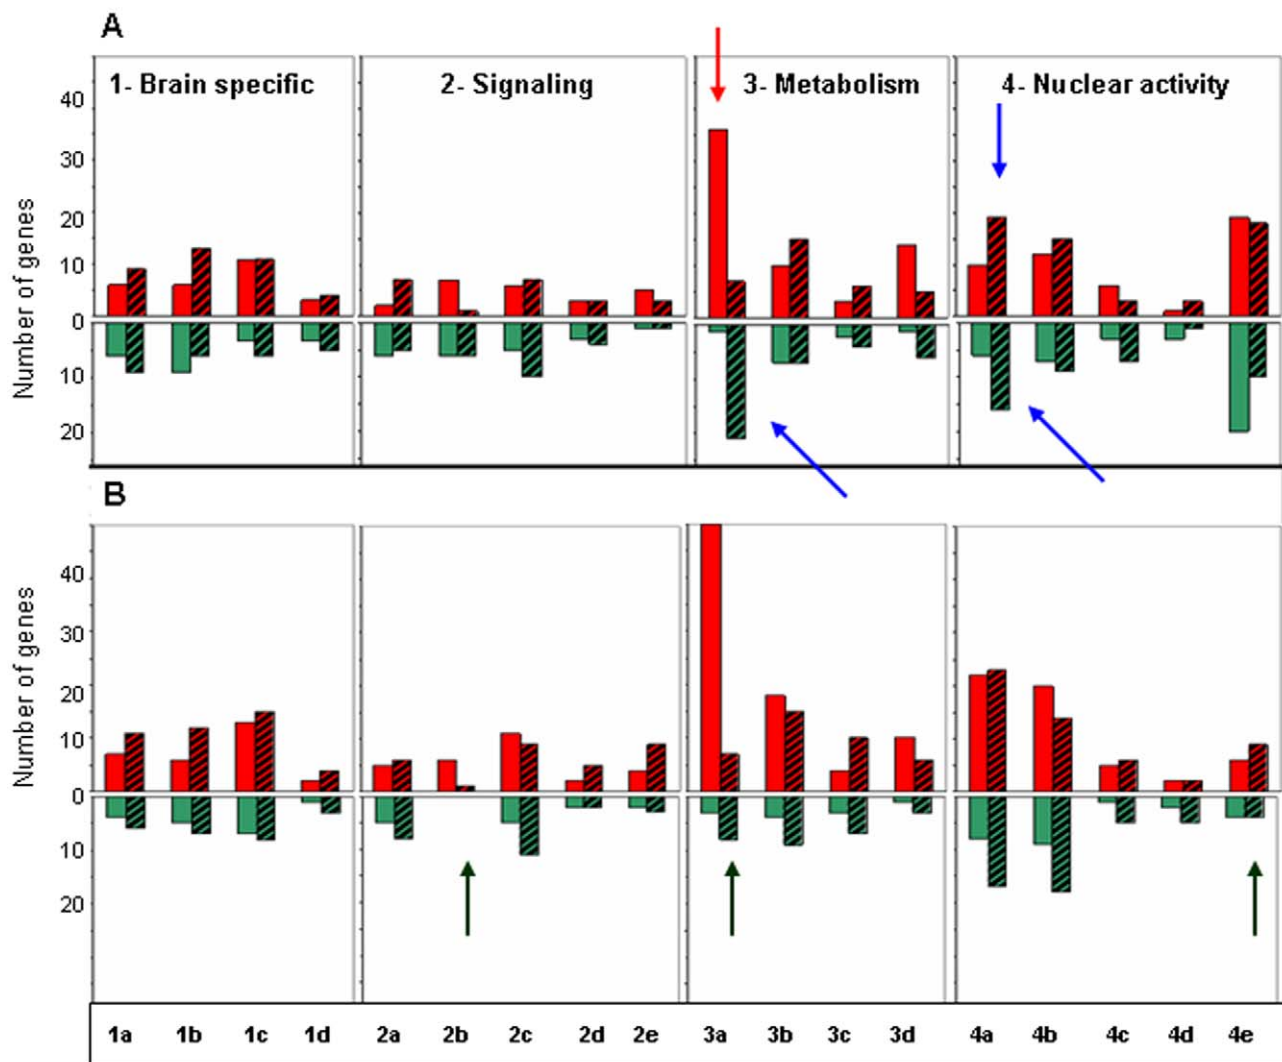 A
1- Brain specific 2- Signaling 3- Metabolism 4- Nuclear activity
Number of genes
40
30
20
10
0
10
20
B
Number of genes
40
30
20
10
0
10
20
1a 1b 1c 1d 2a 2b 2c 2d 2e 3a 3b 3c 3d 4a 4b 4c 4d 4e